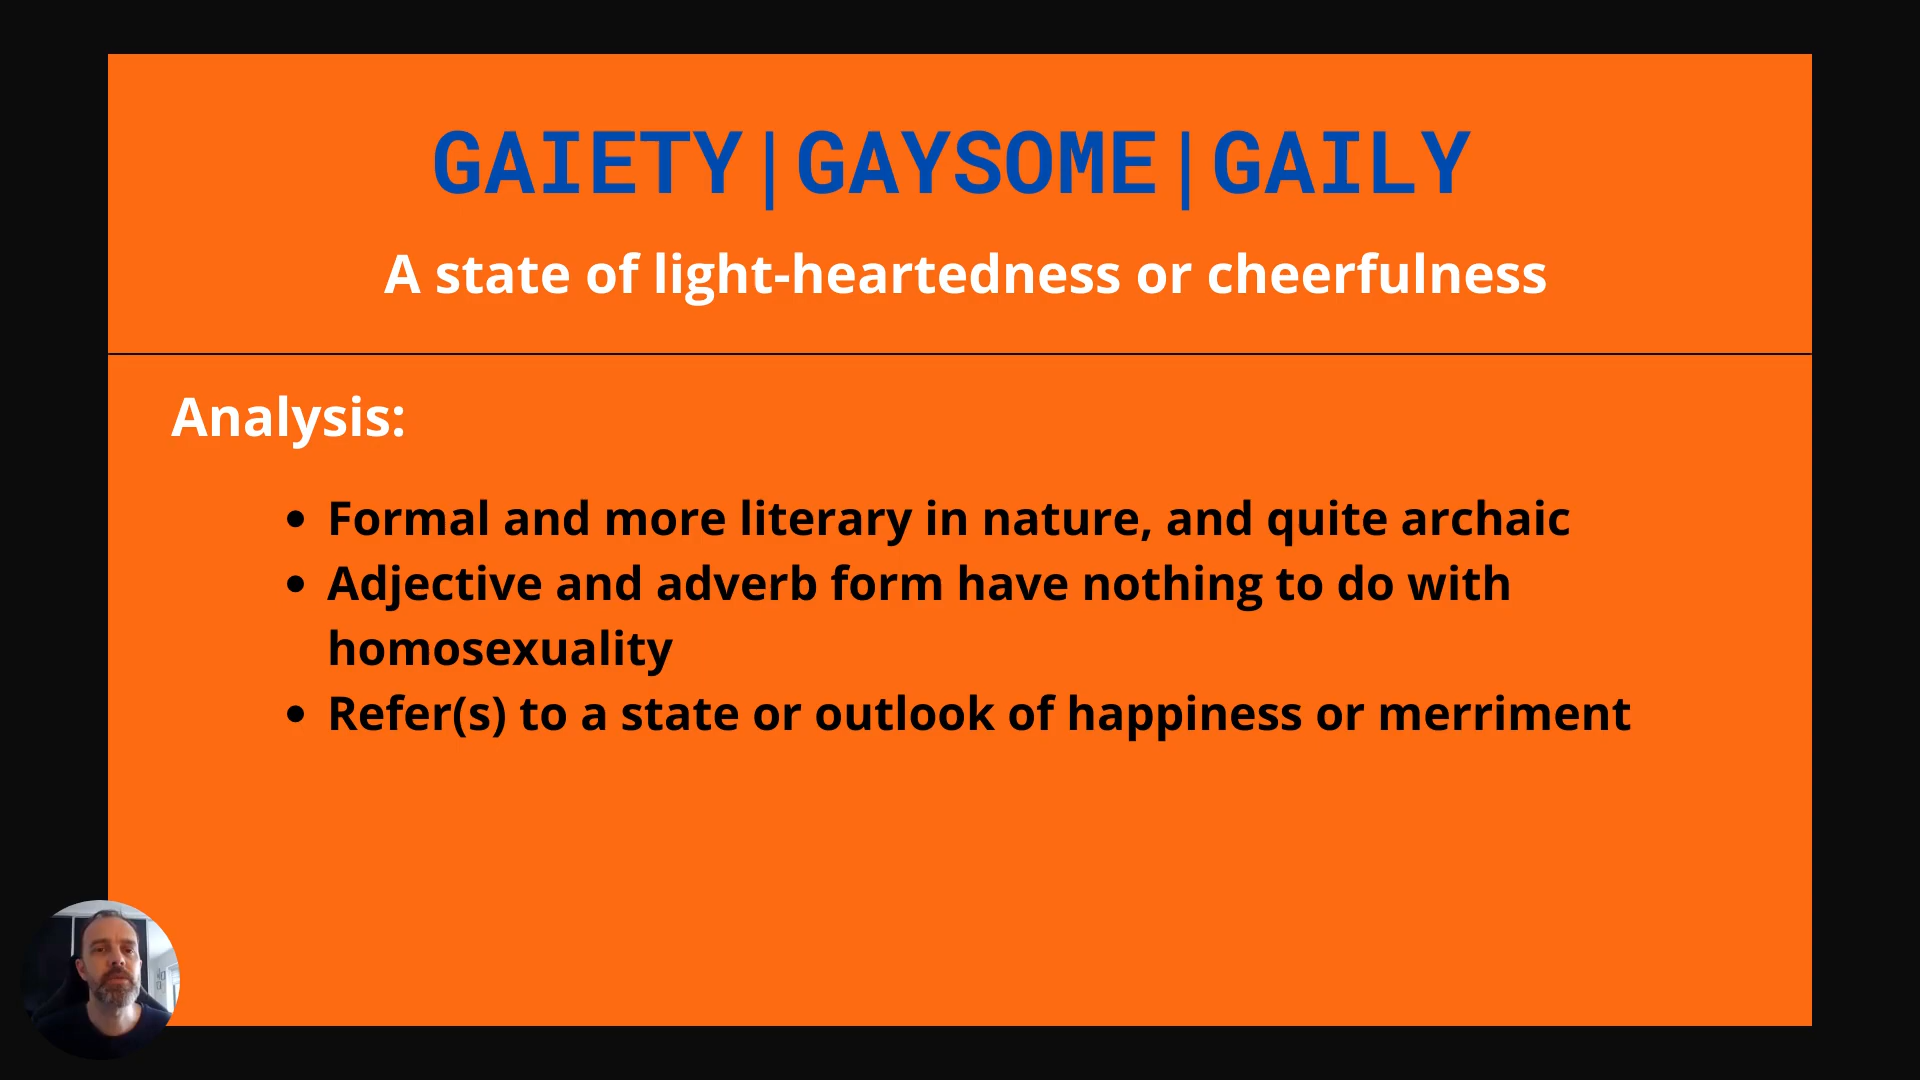 GAIETY|GAYSOME|GAILY
A state of light-heartedness or cheerfulness
Analysis:
• Formal and more literary in nature, and quite archaic
• Adjective and adverb form have nothing to do with
homosexuality
• Refer(s) to a state or outlook of happiness or merriment